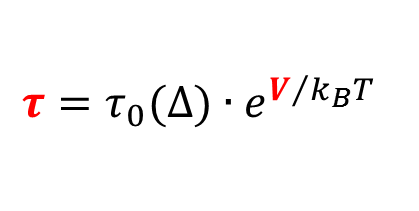 τ = τ₀(Δ) · e^{V/k_BT}